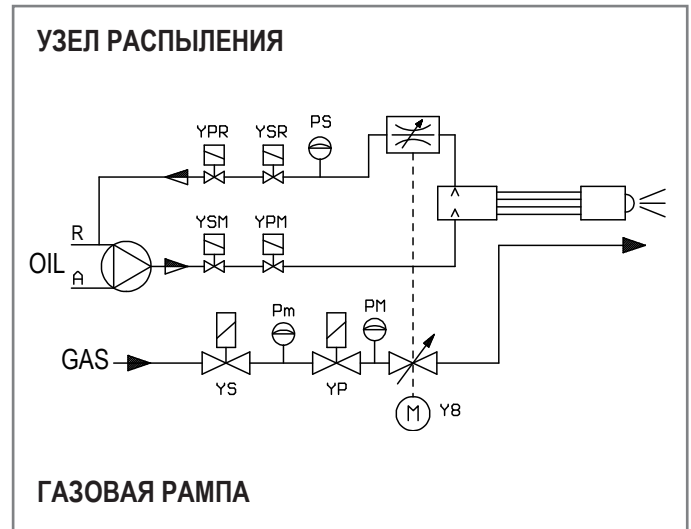 УЗЕЛ РАСПЫЛЕНИЯ
YPR YSR PS
R YSM YPM
OIL
A
Pm PM
GAS
YS YP M Y8
ГАЗОВАЯ РАМПА